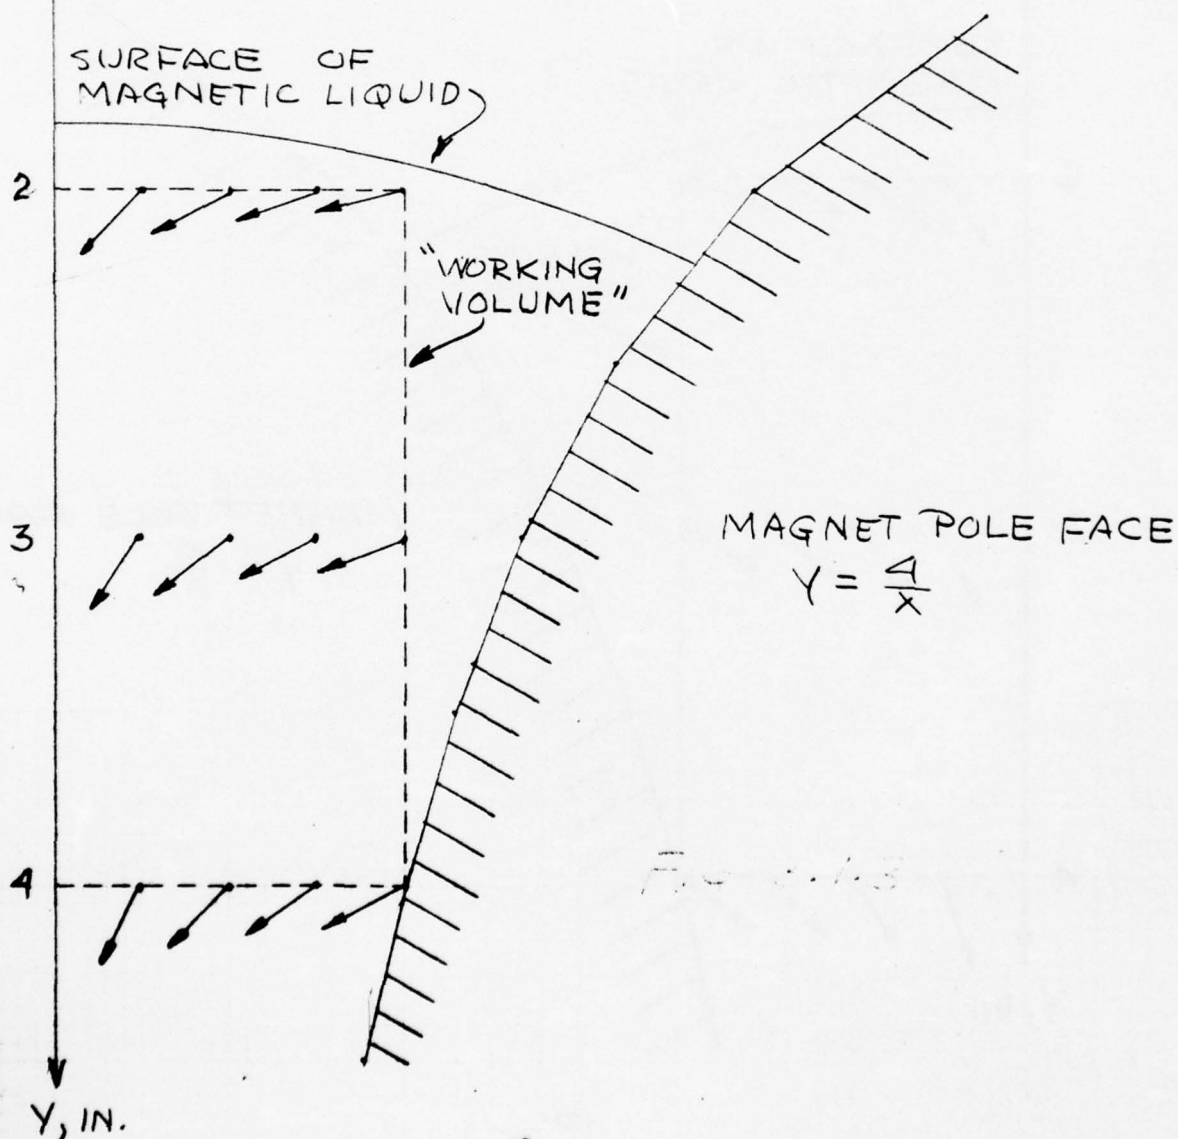 SURFACE OF
MAGNETIC LIQUID
2
"WORKING
VOLUME"
3
MAGNET POLE FACE
Y = 4/X
4
Y, IN.